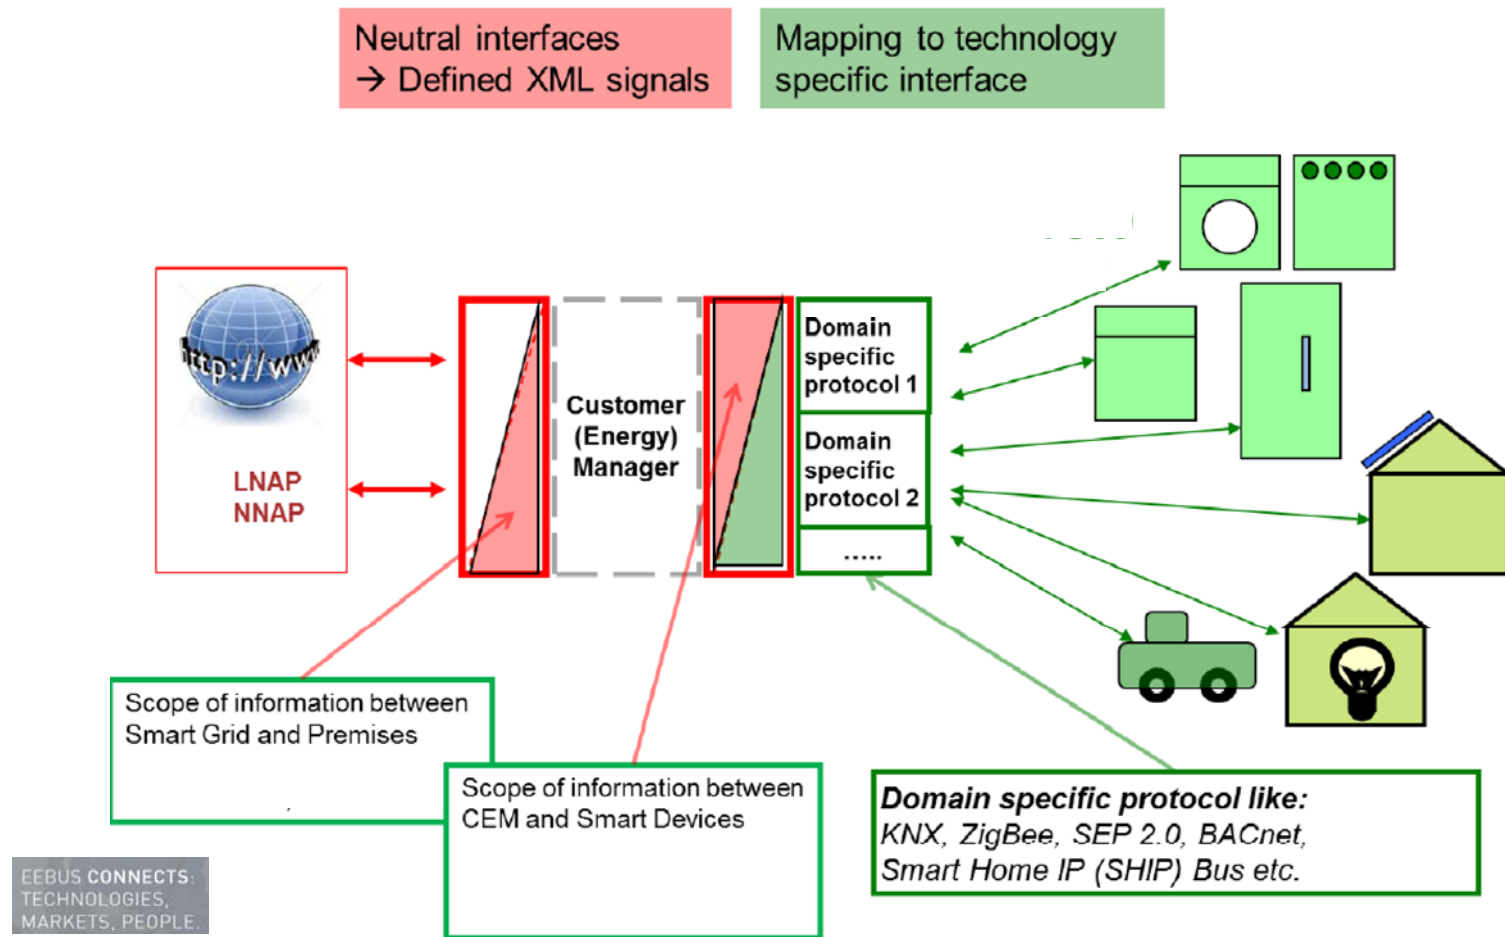 Neutral interfaces
→ Defined XML signals
Mapping to technology
specific interface
http://www
LNAP
NNAP
Customer
(Energy)
Manager
Domain
specific
protocol 1
Domain
specific
protocol 2
.....
Scope of information between
Smart Grid and Premises
Scope of information between
CEM and Smart Devices
Domain specific protocol like:
KNX, ZigBee, SEP 2.0, BACnet,
Smart Home IP (SHIP) Bus etc.
EEBUS CONNECTS:
TECHNOLOGIES,
MARKETS, PEOPLE.